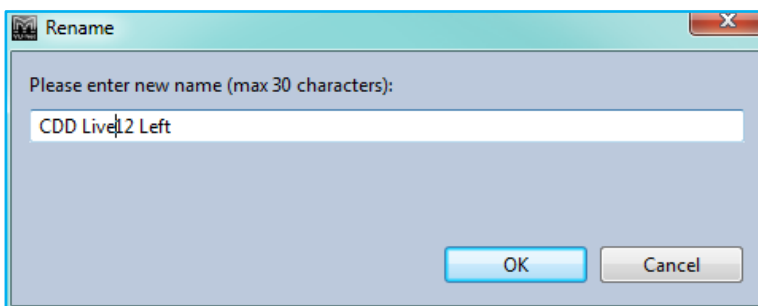 Rename
Please enter new name (max 30 characters):
CDD Live12 Left
OK
Cancel